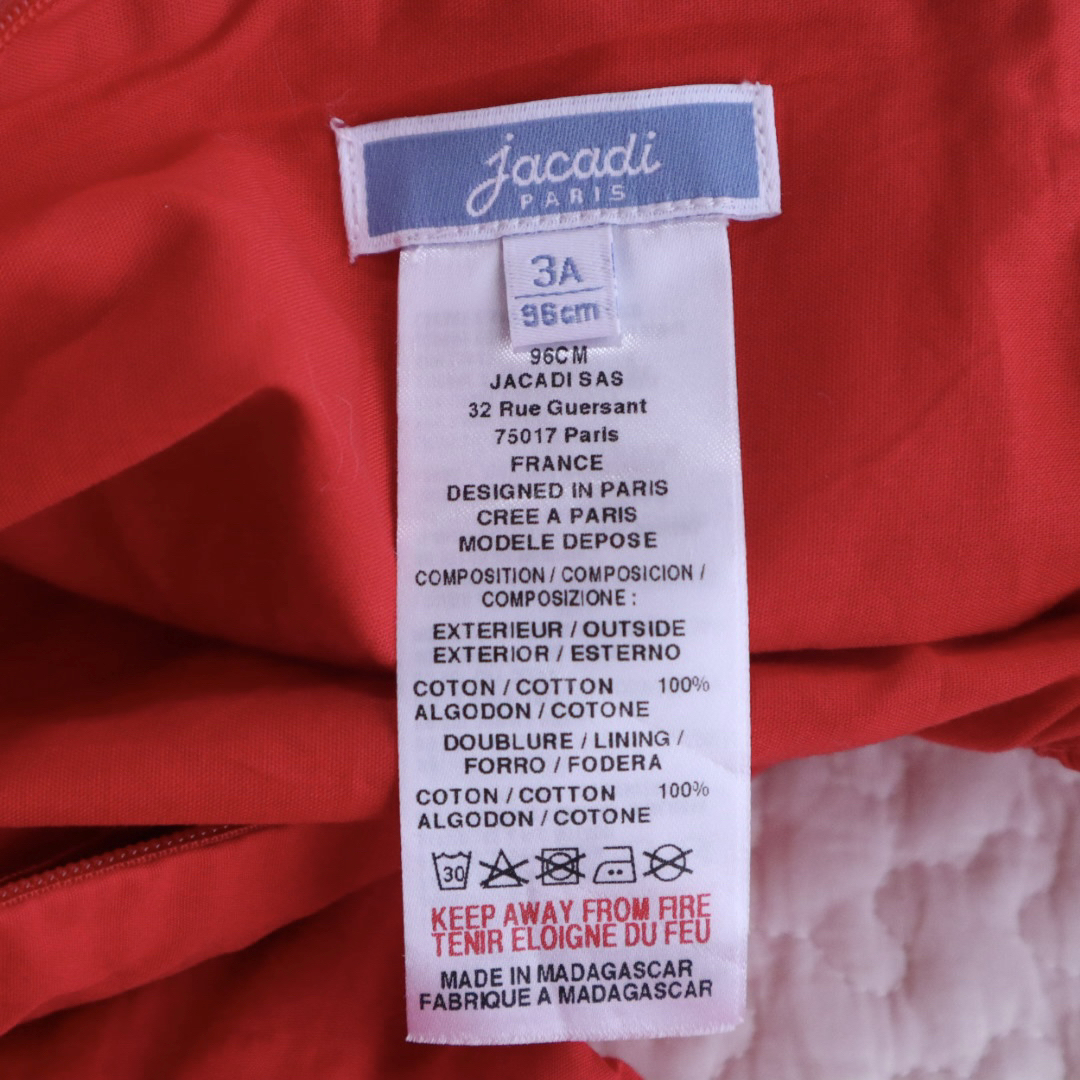 jacadi
PARIS
3A
96cm
96CM
JACADI SAS
32 Rue Guersant
75017 Paris
FRANCE
DESIGNED IN PARIS
CREE A PARIS
MODELE DEPOSE
COMPOSITION / COMPOSICION /
COMPOSIZIONE :
EXTERIEUR / OUTSIDE
EXTERIOR / ESTERNO
COTON / COTTON 100%
ALGODON / COTONE
DOUBLURE / LINING /
FORRO / FODERA
COTON / COTTON 100%
ALGODON / COTONE
30
KEEP AWAY FROM FIRE
TENIR ELOIGNE DU FEU
MADE IN MADAGASCAR
FABRIQUE A MADAGASCAR